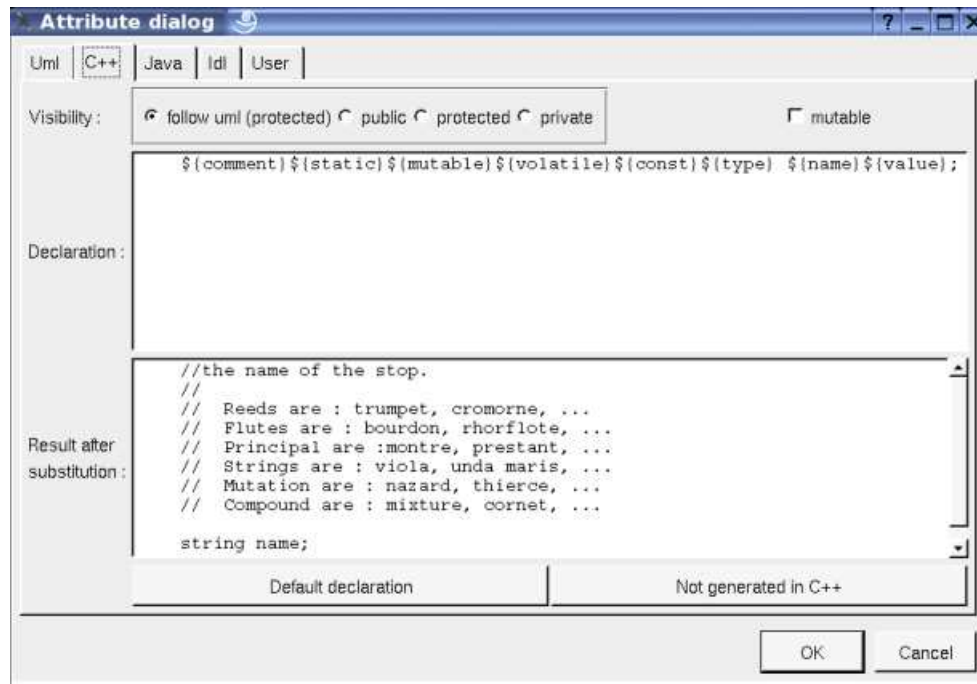 Attribute dialog
Uml C++ Java Idl User
Visibility : follow uml (protected) public protected private mutable
${comment}${static}${mutable}${volatile}${const}${type} ${name}${value};
Declaration :
//the name of the stop.
//
// Reeds are : trumpet, cromorne, ...
// Flutes are : bourdon, rhorflote, ...
// Principal are :montre, prestant, ...
// Strings are : viola, unda maris, ...
// Mutation are : nazard, thierce, ...
// Compound are : mixture, cornet, ...
string name;
Result after
substitution :
Default declaration Not generated in C++
OK Cancel